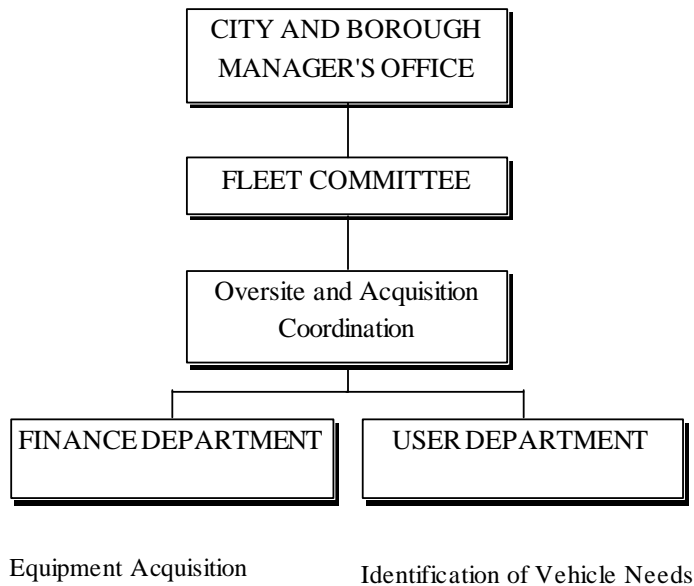 CITY AND BOROUGH
MANAGER'S OFFICE
FLEET COMMITTEE
Oversite and Acquisition
Coordination
FINANCE DEPARTMENT
USER DEPARTMENT
Equipment Acquisition
Identification of Vehicle Needs